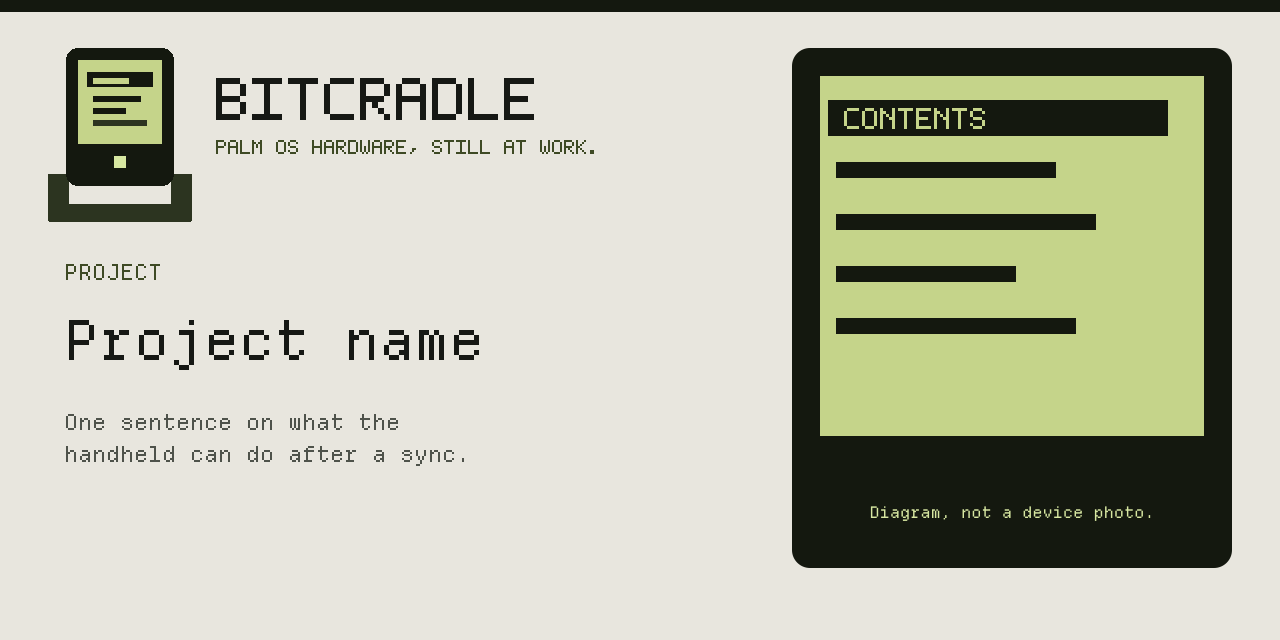 BITCRADLE
PALM OS HARDWARE, STILL AT WORK.
PROJECT
Project name
One sentence on what the
handheld can do after a sync.
CONTENTS
Diagram, not a device photo.